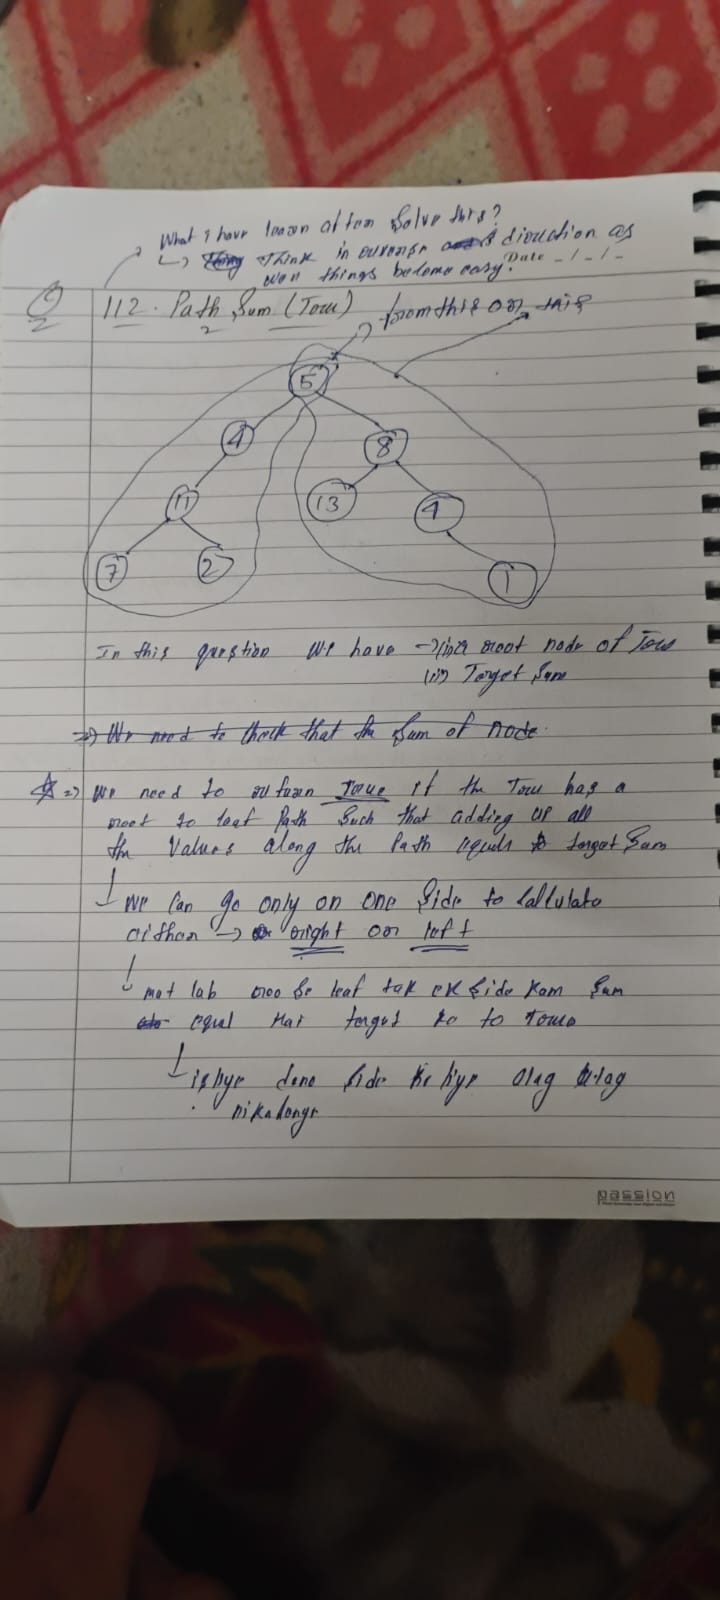 What I have learn after solve this?
↳ Think in reverse direction as
well things become easy.
Date _/_/_
Q 112. Path Sum (Tree)
from this or this
5
4
8
11
13
4
7
2
1
In this question we have → (i) root node of Tree
(ii) Target Sum
⇒) We need to check that the Sum of node.
⇒) We need to return True if the Tree has a
root to leaf Path Such that adding up all
the Values along the Path equals target Sum
↳ We Can go only on one Side to Calculate
either → right or left
↳ mat lab root Se leaf tak ek Side kam Sum
equal Hai target ke to True
↳ isliye dono Side ke liye alag alag
nikalenge
passion